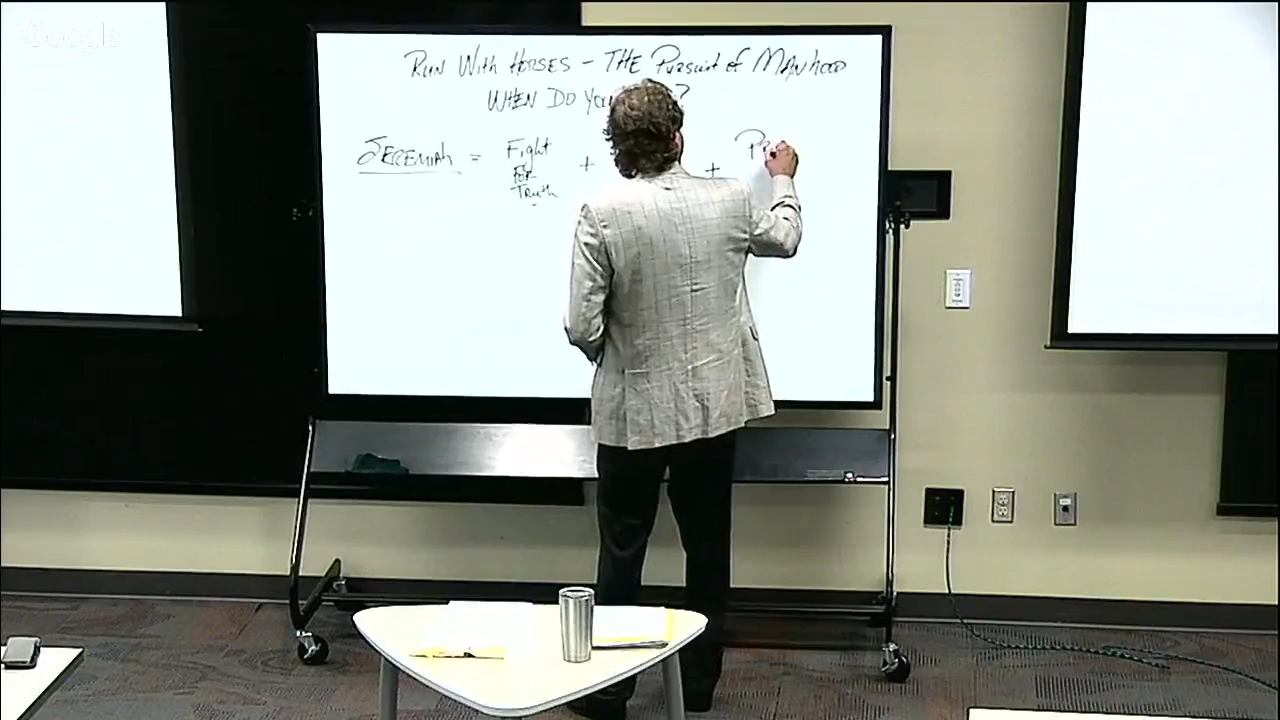 Google
RUN WITH HORSES – THE PURSUIT of MANHOOD
WHEN DO YOU ?
JEREMIAH = Fight + +
FOR
Truth